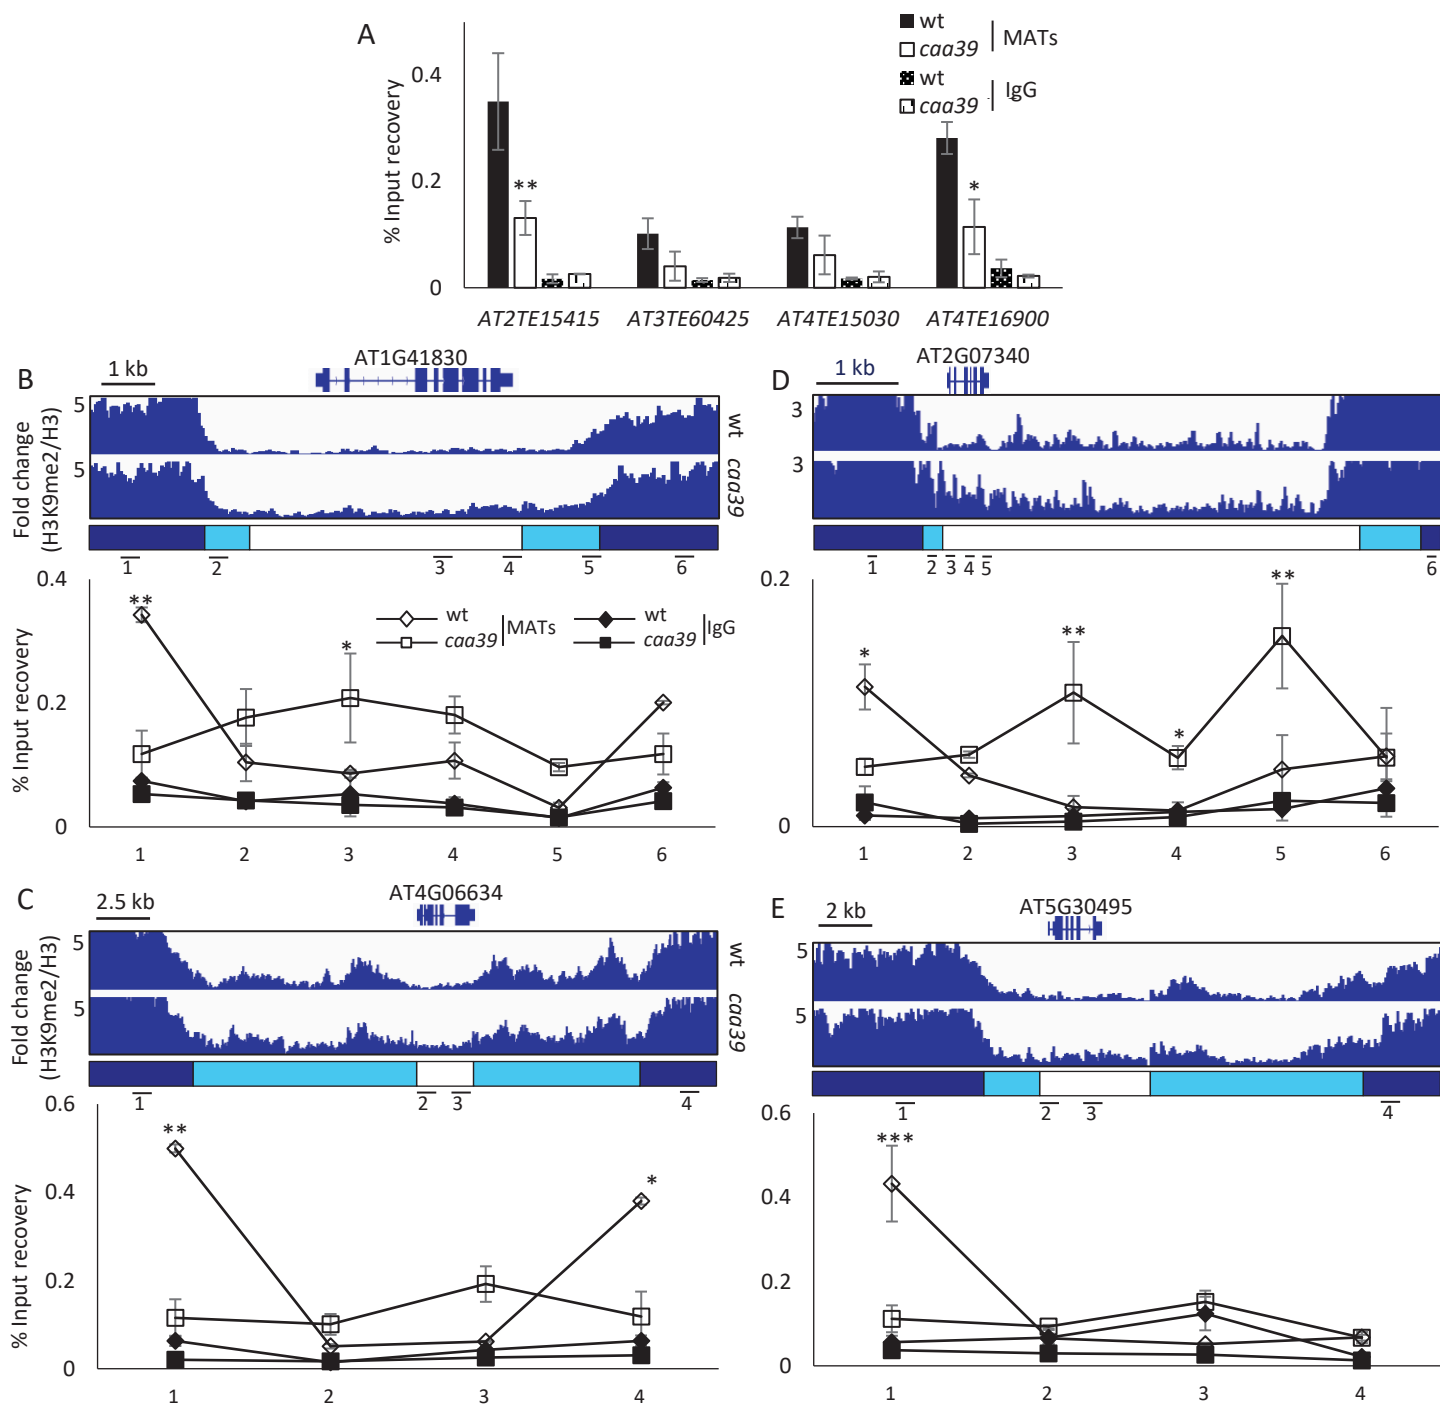 A
% Input recovery
0.4
0.2
0
wt
caa39
MATs
wt
caa39
IgG
**
*
AT2TE15415 AT3TE60425 AT4TE15030 AT4TE16900
B
1 kb
AT1G41830
Fold change
(H3K9me2/H3)
5
5
wt
caa39
1 2 3 4 5 6
% Input recovery
0.4
0.2
0
**
*
wt
caa39
MATs
wt
caa39
IgG
1 2 3 4 5 6
D
1 kb
AT2G07340
3
3
1 2 3 4 5 6
0.2
0
*
**
*
**
1 2 3 4 5 6
C
2.5 kb
AT4G06634
Fold change
(H3K9me2/H3)
5
5
wt
caa39
1 2 3 4
% Input recovery
0.6
0.4
0.2
0
**
*
1 2 3 4
E
2 kb
AT5G30495
5
5
1 2 3 4
0.6
0.4
0.2
0
***
1 2 3 4